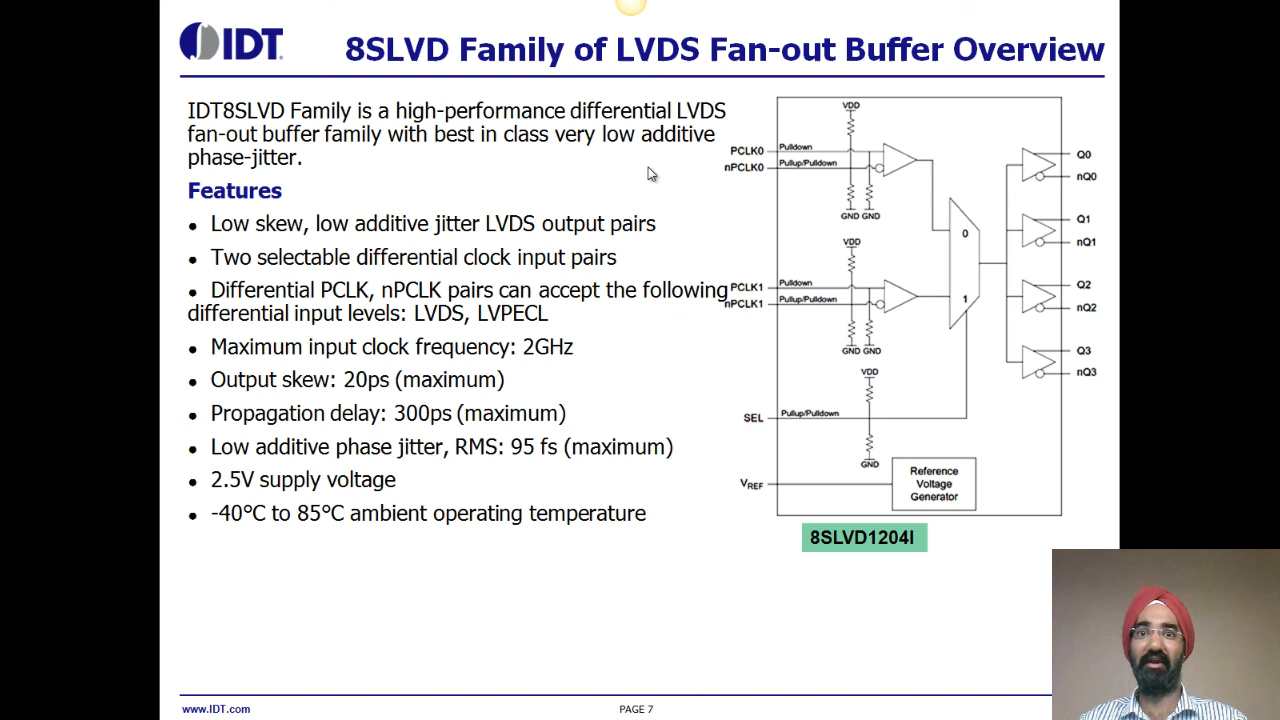 IDT
8SLVD Family of LVDS Fan-out Buffer Overview
IDT8SLVD Family is a high-performance differential LVDS
fan-out buffer family with best in class very low additive
phase-jitter.
Features
• Low skew, low additive jitter LVDS output pairs
• Two selectable differential clock input pairs
• Differential PCLK, nPCLK pairs can accept the following
differential input levels: LVDS, LVPECL
• Maximum input clock frequency: 2GHz
• Output skew: 20ps (maximum)
• Propagation delay: 300ps (maximum)
• Low additive phase jitter, RMS: 95 fs (maximum)
• 2.5V supply voltage
• -40°C to 85°C ambient operating temperature
VDD
PCLK0 Pulldown
nPCLK0 Pullup/Pulldown
GND GND
VDD
PCLK1 Pulldown
nPCLK1 Pullup/Pulldown
GND GND
VDD
SEL Pullup/Pulldown
GND
VREF
Reference
Voltage
Generator
0
1
Q0
nQ0
Q1
nQ1
Q2
nQ2
Q3
nQ3
8SLVD1204I
www.IDT.com
PAGE 7